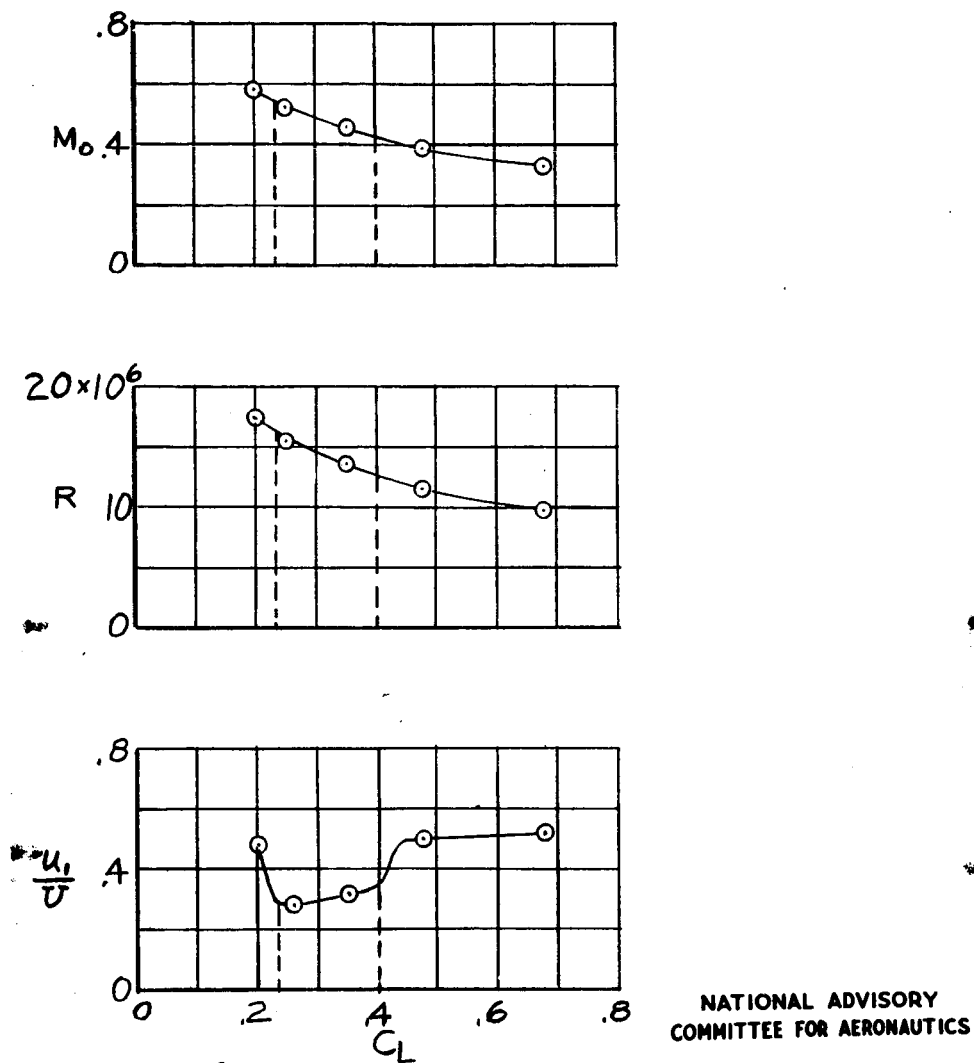 .8
M₀ .4
0
20×10⁶
R 10
0
.8
u₁/U .4
0
0 .2 .4 .6 .8
C_L
NATIONAL ADVISORY
COMMITTEE FOR AERONAUTICS